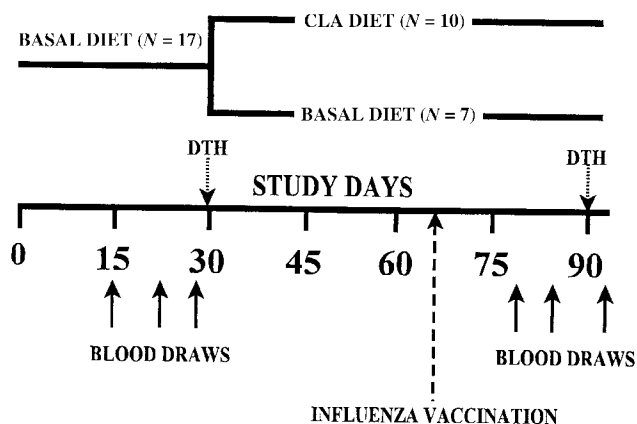 CLA DIET (N = 10)
BASAL DIET (N = 17)
BASAL DIET (N = 7)
DTH
DTH
STUDY DAYS
0 15 30 45 60 75 90
BLOOD DRAWS
BLOOD DRAWS
INFLUENZA VACCINATION